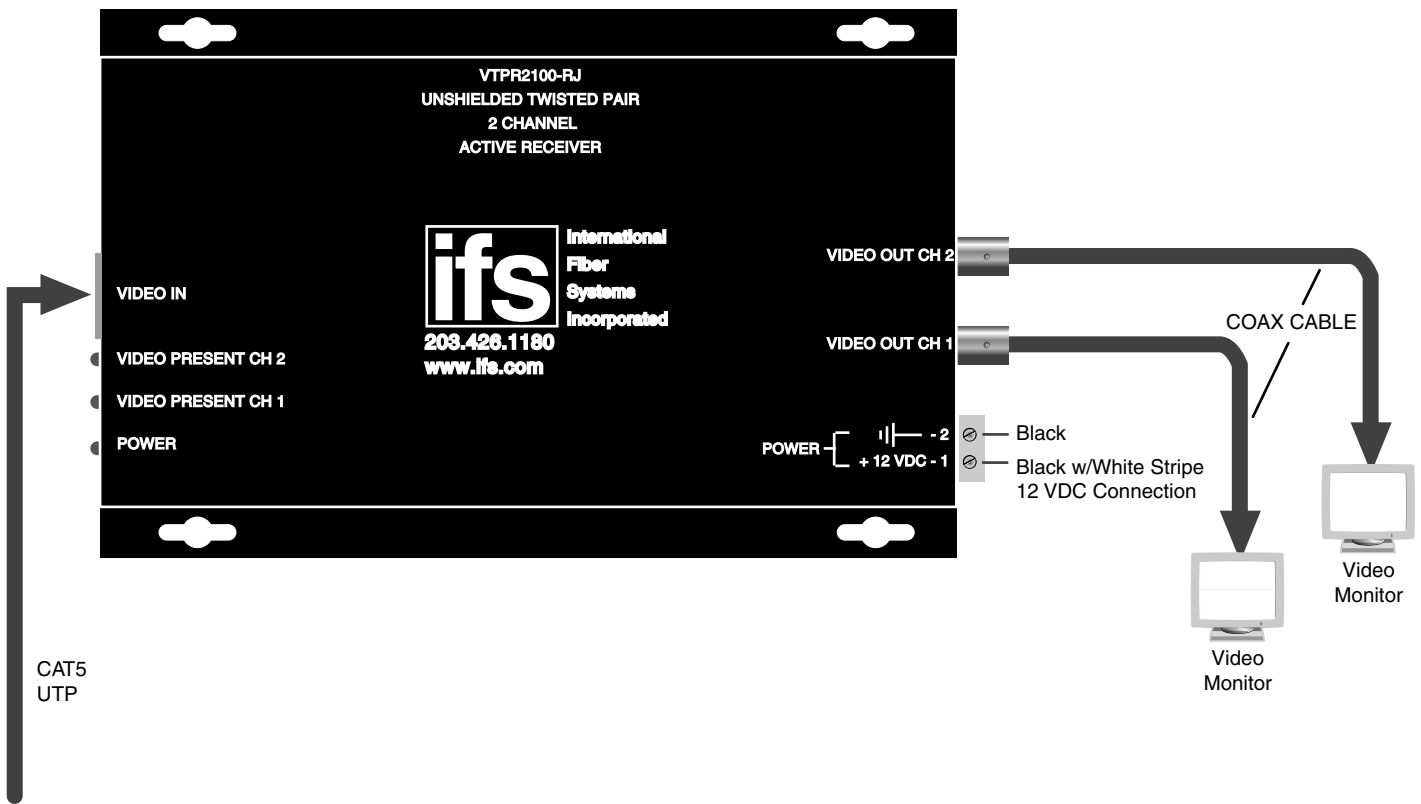 VTPR2100-RJ
UNSHIELDED TWISTED PAIR
2 CHANNEL
ACTIVE RECEIVER
ifs
International
Fiber
Systems
Incorporated
203.426.1180
www.ifs.com
VIDEO IN
VIDEO PRESENT CH 2
VIDEO PRESENT CH 1
POWER
VIDEO OUT CH 2
VIDEO OUT CH 1
POWER
- 2
+ 12 VDC - 1
Black
Black w/White Stripe
12 VDC Connection
COAX CABLE
Video
Monitor
Video
Monitor
CAT5
UTP